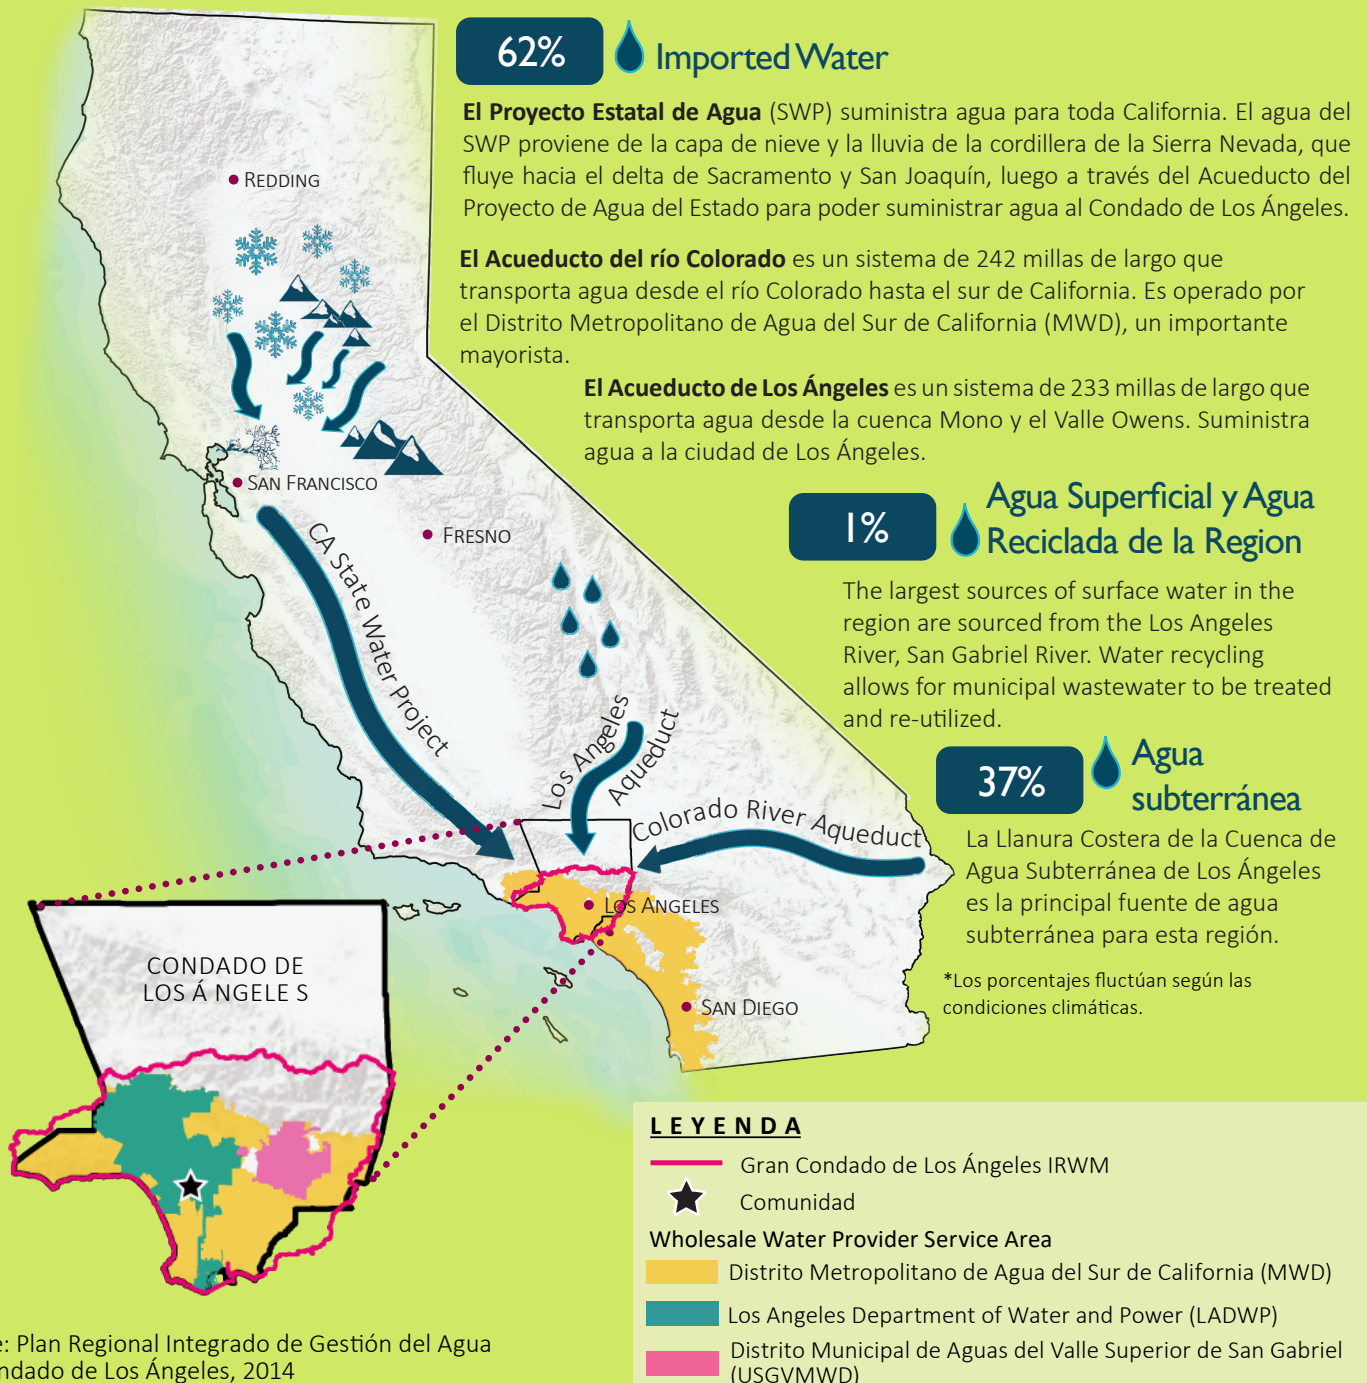 62%
Imported Water
El Proyecto Estatal de Agua (SWP) suministra agua para toda California. El agua del
SWP proviene de la capa de nieve y la lluvia de la cordillera de la Sierra Nevada, que
fluye hacia el delta de Sacramento y San Joaquín, luego a través del Acueducto del
Proyecto de Agua del Estado para poder suministrar agua al Condado de Los Ángeles.
El Acueducto del río Colorado es un sistema de 242 millas de largo que
transporta agua desde el río Colorado hasta el sur de California. Es operado por
el Distrito Metropolitano de Agua del Sur de California (MWD), un importante
mayorista.
El Acueducto de Los Ángeles es un sistema de 233 millas de largo que
transporta agua desde la cuenca Mono y el Valle Owens. Suministra
agua a la ciudad de Los Ángeles.
1%
Agua Superficial y Agua
Reciclada de la Region
The largest sources of surface water in the
region are sourced from the Los Angeles
River, San Gabriel River. Water recycling
allows for municipal wastewater to be treated
and re-utilized.
37%
Agua
subterránea
La Llanura Costera de la Cuenca de
Agua Subterránea de Los Ángeles
es la principal fuente de agua
subterránea para esta región.
*Los porcentajes fluctúan según las
condiciones climáticas.
REDDING
SAN FRANCISCO
FRESNO
CA State Water Project
Los Angeles
Aqueduct
Colorado River Aqueduct
LOS ANGELES
SAN DIEGO
CONDADO DE
LOS Á NGELE S
LEYENDA
Gran Condado de Los Ángeles IRWM
Comunidad
Wholesale Water Provider Service Area
Distrito Metropolitano de Agua del Sur de California (MWD)
Los Angeles Department of Water and Power (LADWP)
Distrito Municipal de Aguas del Valle Superior de San Gabriel
(USGVMWD)
: Plan Regional Integrado de Gestión del Agua
de Los Ángeles, 2014